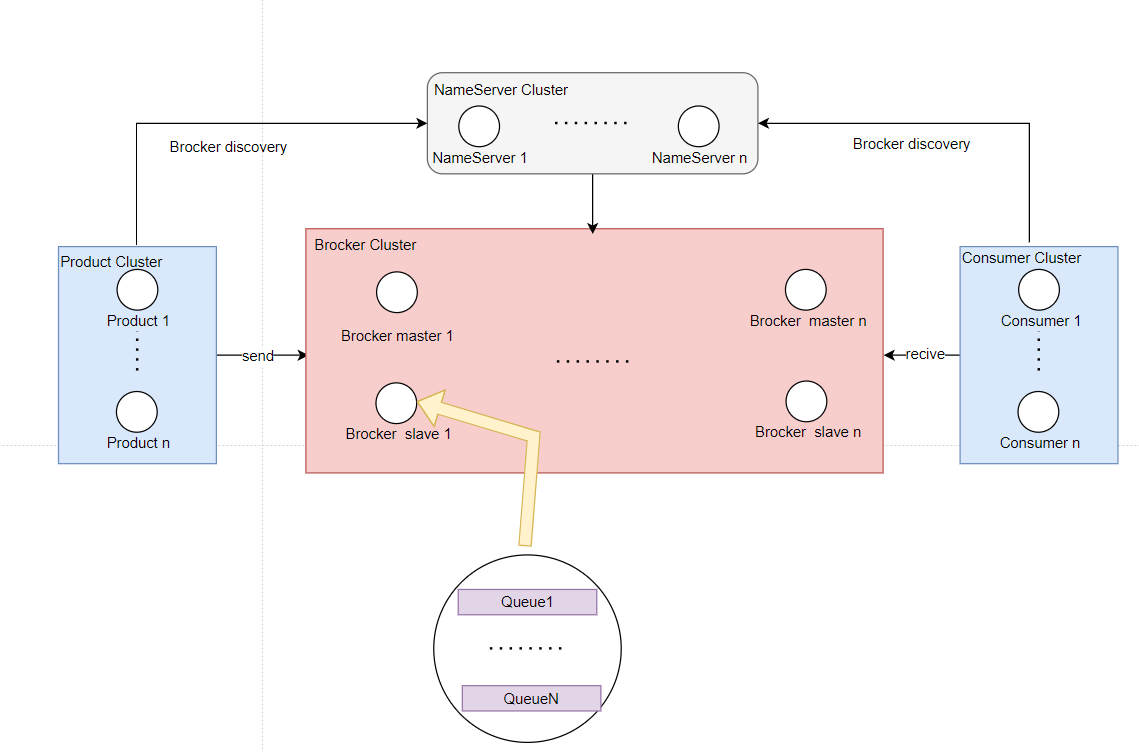 NameServer Cluster
NameServer 1
NameServer n
Brocker discovery
Brocker discovery
Product Cluster
Product 1
Product n
send
Brocker Cluster
Brocker master 1
Brocker  master n
Brocker  slave 1
Brocker  slave n
recive
Consumer Cluster
Consumer 1
Consumer n
Queue1
QueueN